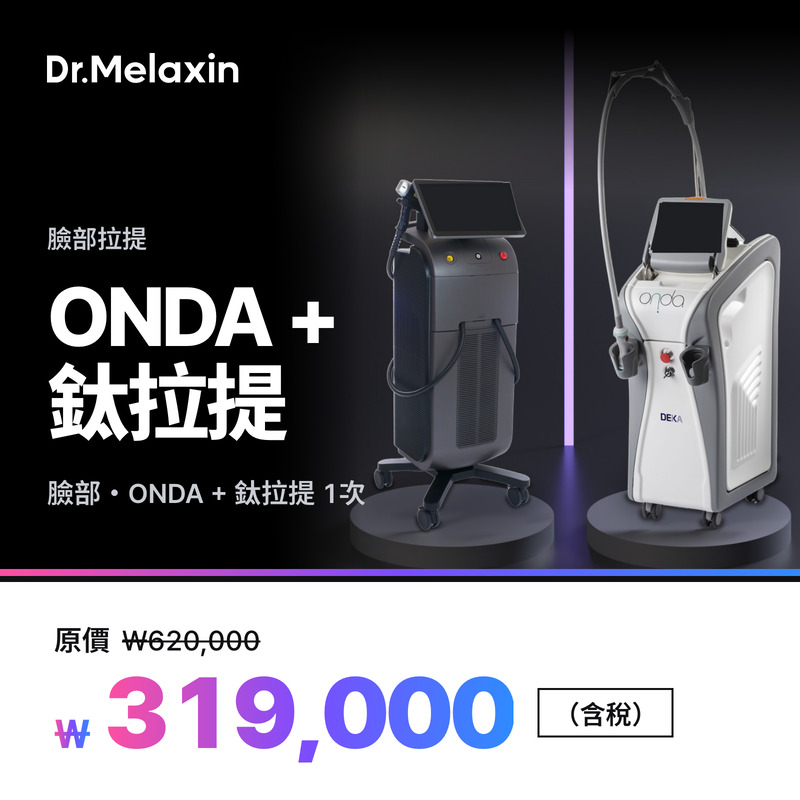 Dr.Melaxin
臉部拉提
ONDA +
鈦拉提
臉部・ONDA + 鈦拉提 1次
onda
DEKA
原價 ₩620,000
₩ 319,000 （含稅）